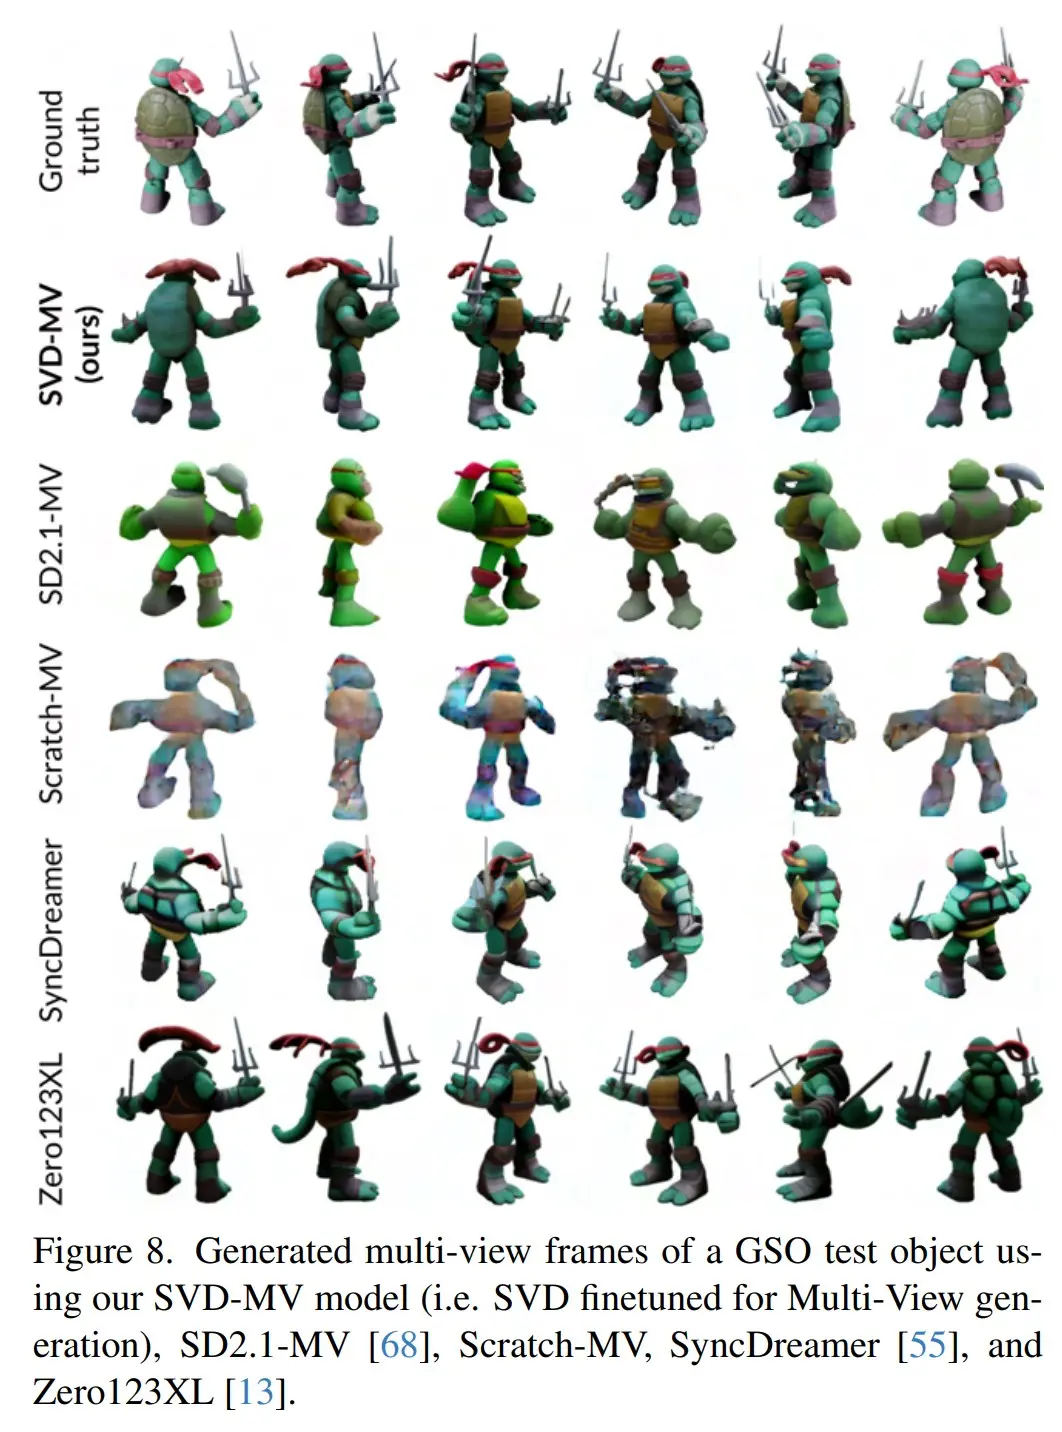 Ground
truth
SVD-MV
(ours)
SD2.1-MV
Scratch-MV
SyncDreamer
Zero123XL
Figure 8. Generated multi-view frames of a GSO test object us-
ing our SVD-MV model (i.e. SVD finetuned for Multi-View gen-
eration), SD2.1-MV [68], Scratch-MV, SyncDreamer [55], and
Zero123XL [13].